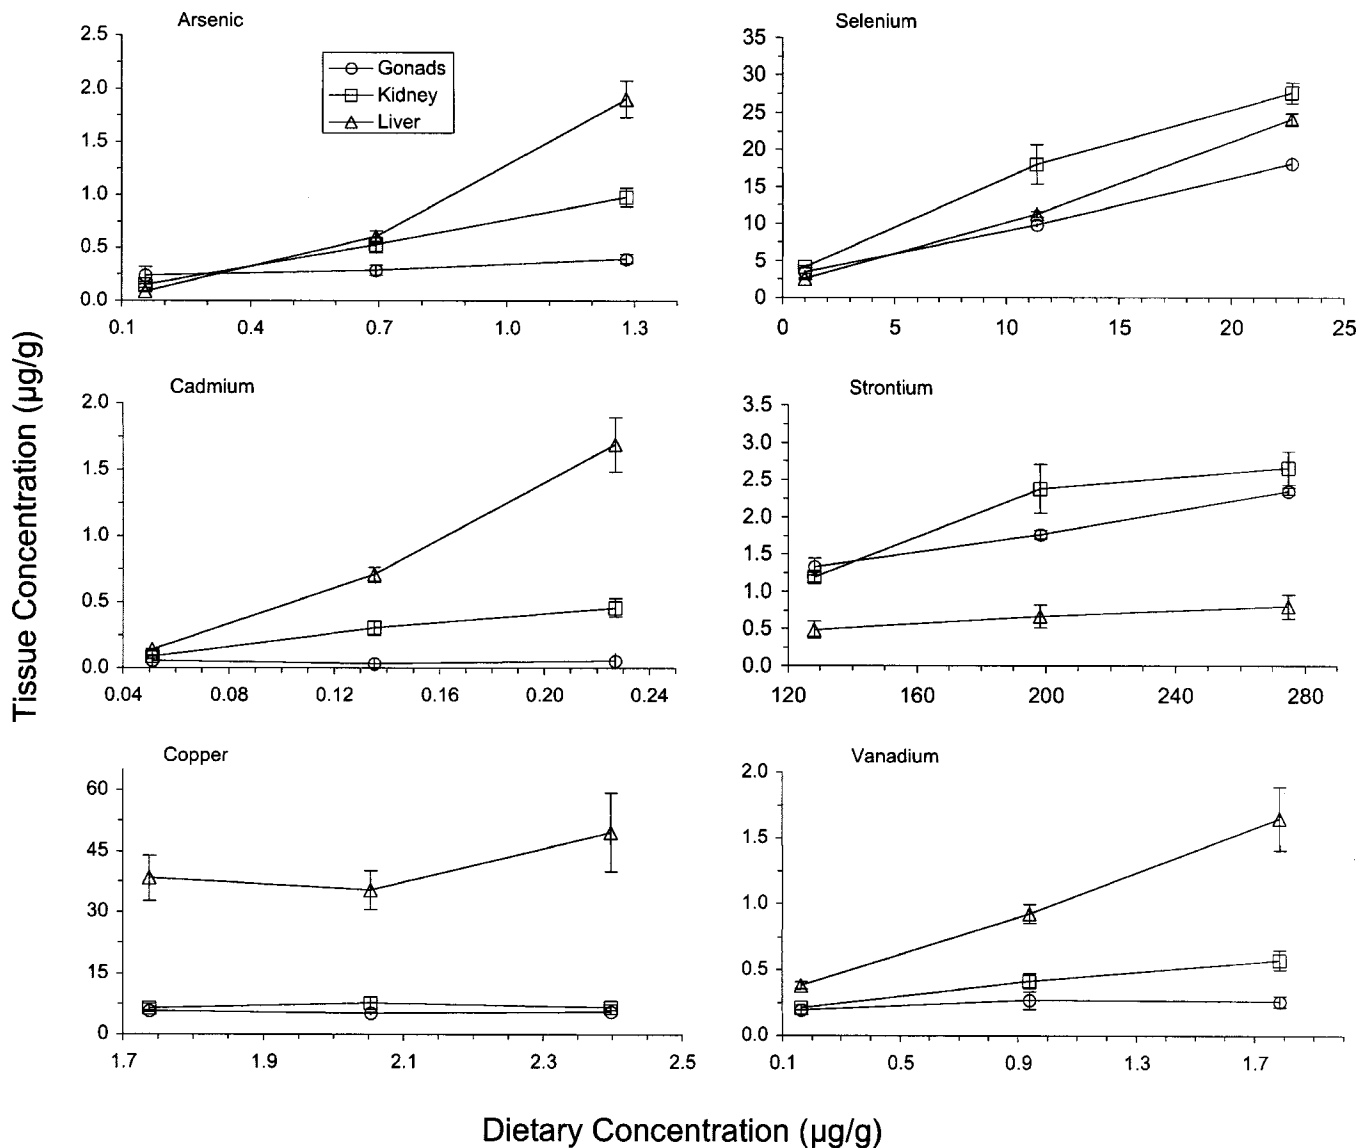 Arsenic
2.5
2.0
1.5
1.0
0.5
0.0
0.1 0.4 0.7 1.0 1.3
Gonads
Kidney
Liver
Selenium
35
30
25
20
15
10
5
0
0 5 10 15 20 25
Cadmium
2.0
1.5
1.0
0.5
0.0
0.04 0.08 0.12 0.16 0.20 0.24
Strontium
3.5
3.0
2.5
2.0
1.5
1.0
0.5
0.0
120 160 200 240 280
Copper
60
45
30
15
0
1.7 1.9 2.1 2.3 2.5
Vanadium
2.0
1.5
1.0
0.5
0.0
0.1 0.5 0.9 1.3 1.7
Tissue Concentration (µg/g)
Dietary Concentration (µg/g)